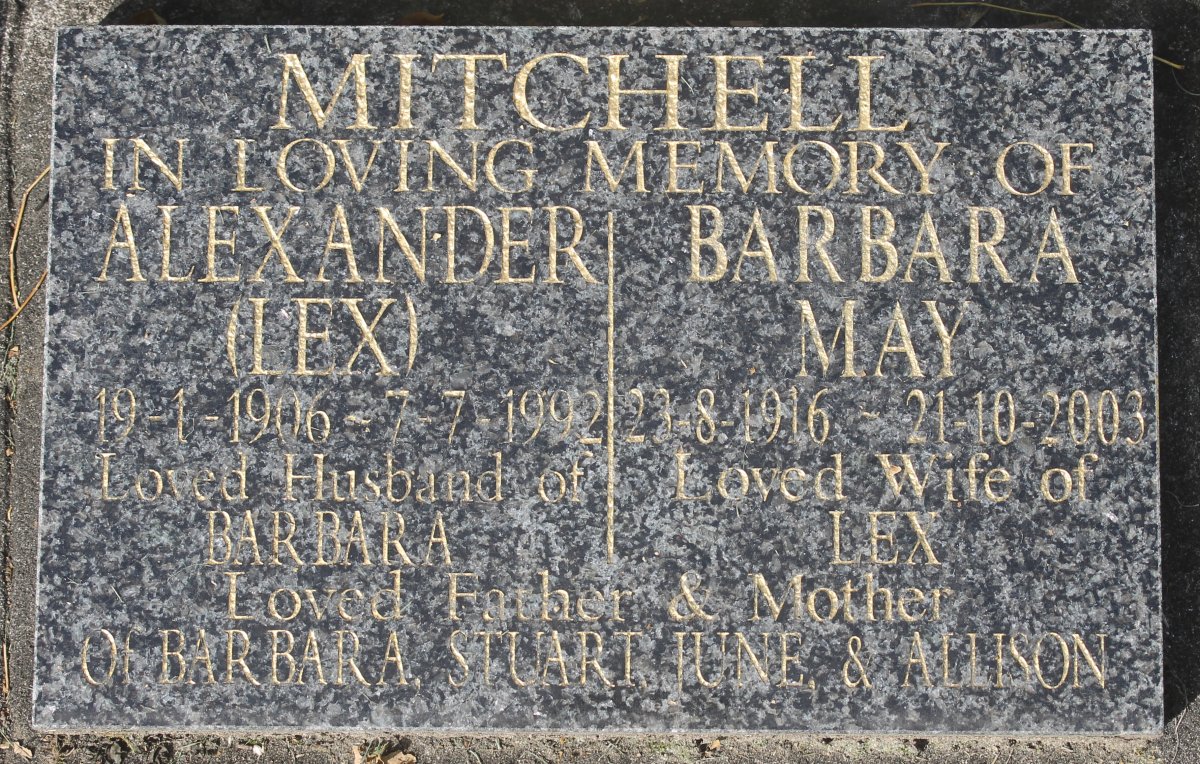 MITCHELL
IN LOVING MEMORY OF
ALEXANDER
(LEX)
19-1-1906 ~ 7-7-1992
Loved Husband of
BARBARA
BARBARA
MAY
23-8-1916 ~ 21-10-2003
Loved Wife of
LEX
Loved Father & Mother
Of BARBARA, STUART, JUNE, & ALLISON